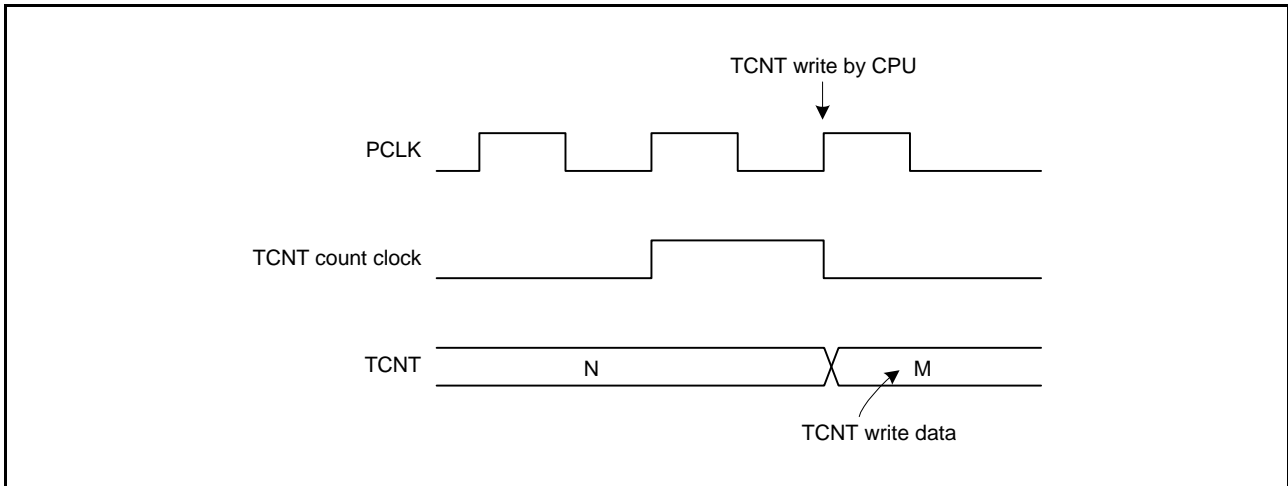 TCNT write by CPU
PCLK
TCNT count clock
TCNT
N
M
TCNT write data